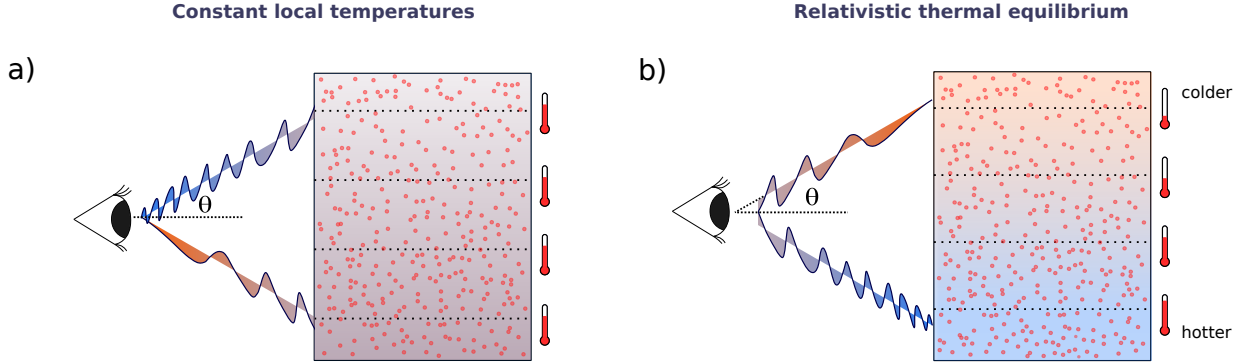 Constant local temperatures
Relativistic thermal equilibrium
a)
θ
b)
θ
colder
hotter